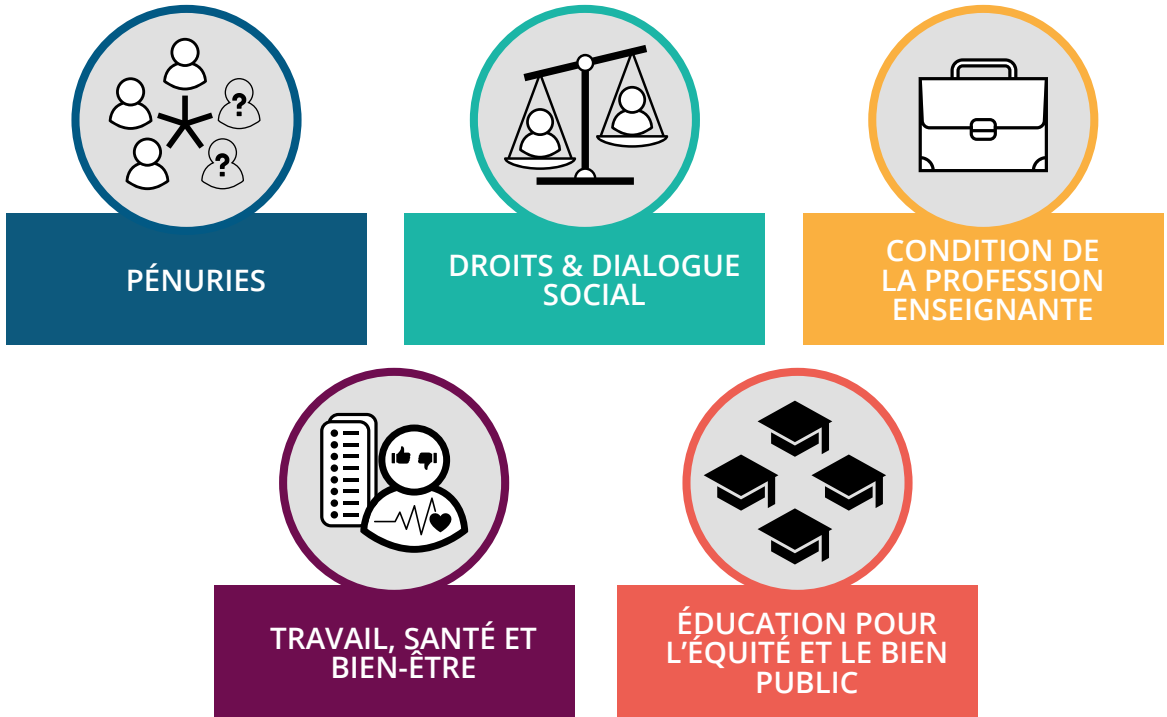 PÉNURIES
DROITS & DIALOGUE
SOCIAL
CONDITION DE
LA PROFESSION
ENSEIGNANTE
?
?
TRAVAIL, SANTÉ ET
BIEN-ÊTRE
ÉDUCATION POUR
L'ÉQUITÉ ET LE BIEN
PUBLIC